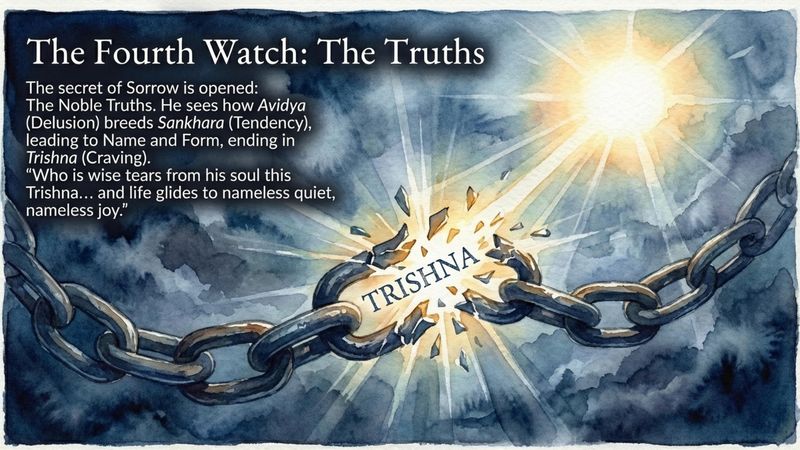 The Fourth Watch: The Truths
The secret of Sorrow is opened:
The Noble Truths. He sees how Avidya
(Delusion) breeds Sankhara (Tendency),
leading to Name and Form, ending in
Trishna (Craving).
“Who is wise tears from his soul this
Trishna… and life glides to nameless quiet,
nameless joy.”
TRISHNA